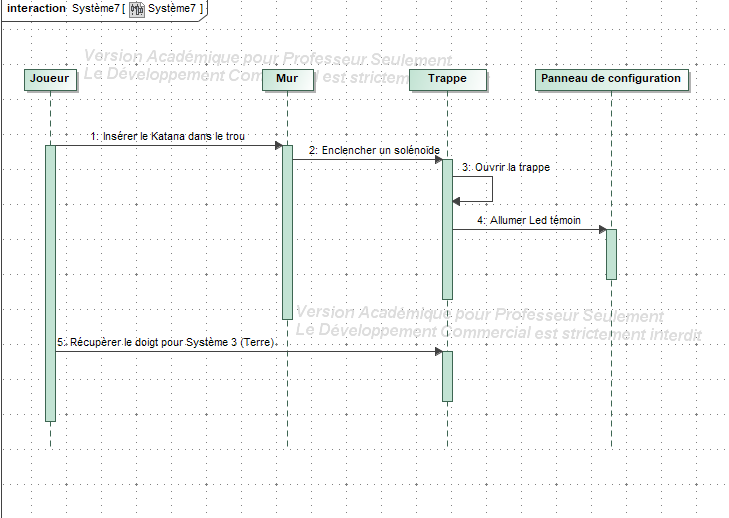 interaction Système7 [ Système7 ]
Version Académique pour Professeur Seulement
Le Développement Commercial est strictement
Joueur
Mur
Trappe
Panneau de configuration
1: Insérer le Katana dans le trou
2: Enclencher un solénoïde
3: Ouvrir la trappe
4: Allumer Led témoin
Version Académique pour Professeur Seulement
Le Développement Commercial est strictement interdit
5: Récupèrer le doigt pour Système 3 (Terre)